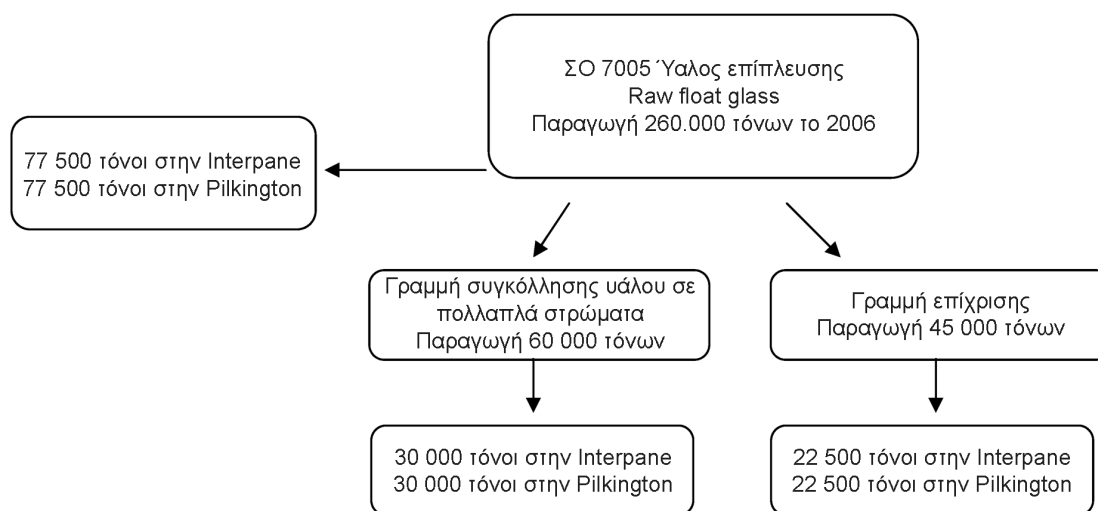 ΣΟ 7005 Ύαλος επίπλευσης
Raw float glass
Παραγωγή 260.000 τόνων το 2006
77 500 τόνοι στην Interpane
77 500 τόνοι στην Pilkington
Γραμμή συγκόλλησης υάλου σε
πολλαπλά στρώματα
Παραγωγή 60 000 τόνων
Γραμμή επίχρισης
Παραγωγή 45 000 τόνων
30 000 τόνοι στην Interpane
30 000 τόνοι στην Pilkington
22 500 τόνοι στην Interpane
22 500 τόνοι στην Pilkington